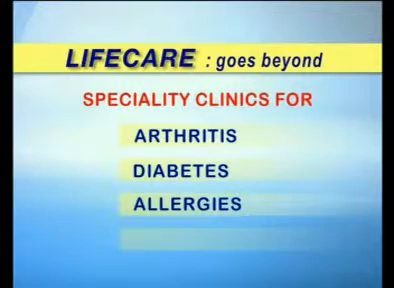 LIFECARE : goes beyond
SPECIALITY CLINICS FOR
ARTHRITIS
DIABETES
ALLERGIES